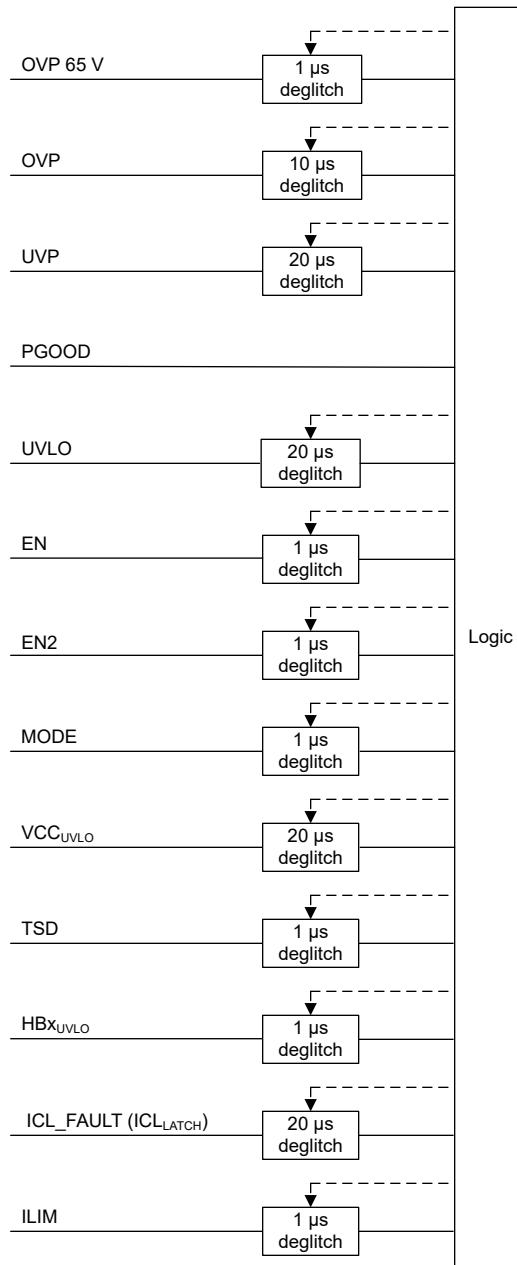 OVP 65 V
1 µs
deglitch
OVP
10 µs
deglitch
UVP
20 µs
deglitch
PGOOD
UVLO
20 µs
deglitch
EN
1 µs
deglitch
EN2
1 µs
deglitch
Logic
MODE
1 µs
deglitch
VCCUVLO
20 µs
deglitch
TSD
1 µs
deglitch
HBxUVLO
1 µs
deglitch
ICL_FAULT (ICLLATCH)
20 µs
deglitch
ILIM
1 µs
deglitch